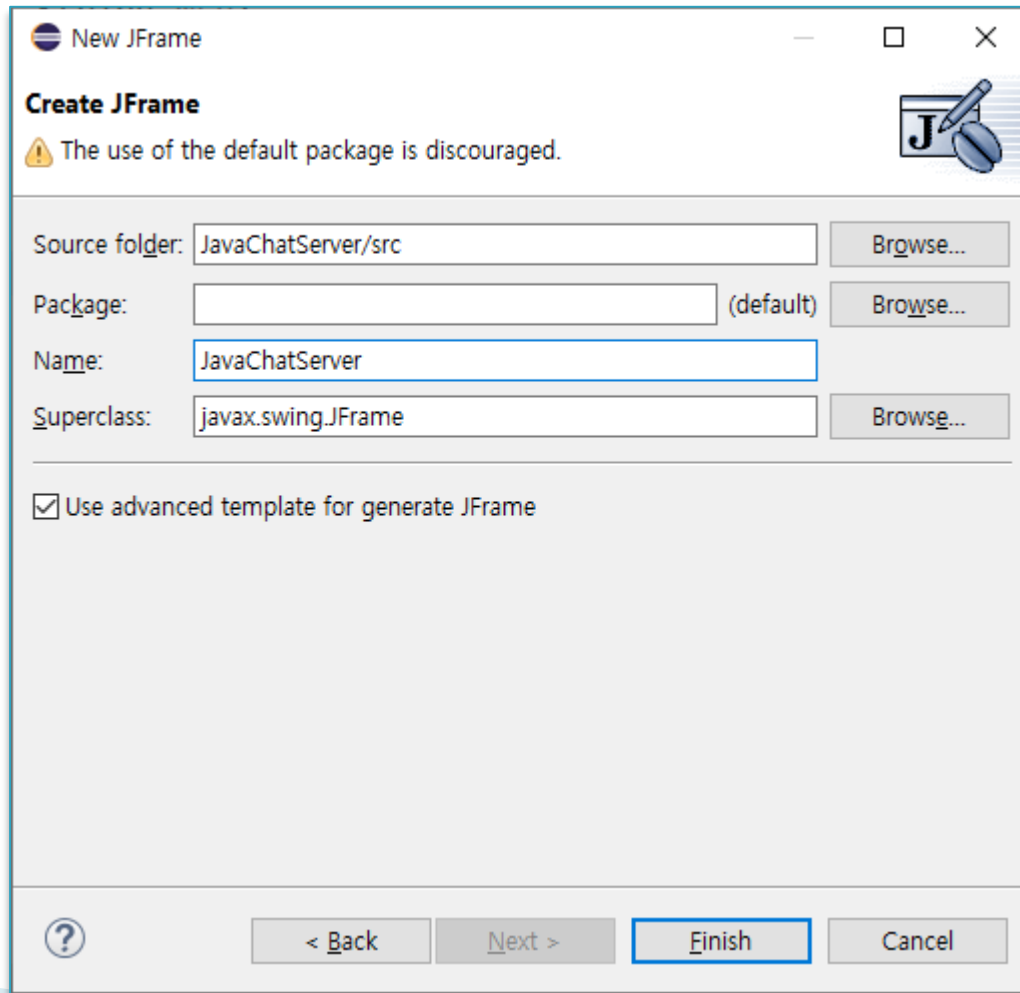 New JFrame
Create JFrame
The use of the default package is discouraged.
J
Source folder: JavaChatServer/src Browse...
Package: (default) Browse...
Name: JavaChatServer
Superclass: javax.swing.JFrame Browse...
Use advanced template for generate JFrame
? < Back Next > Finish Cancel